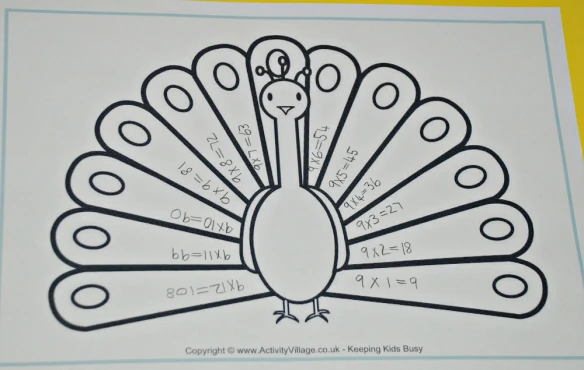 9 x 1 = 9
9x2=18
9x3=27
9x4=36
9x5=45
9x6=54
9x7=63
9x8=72
9x9=81
9x10=90
9x11=99
9x12=108
Copyright © www.ActivityVillage.co.uk - Keeping Kids Busy